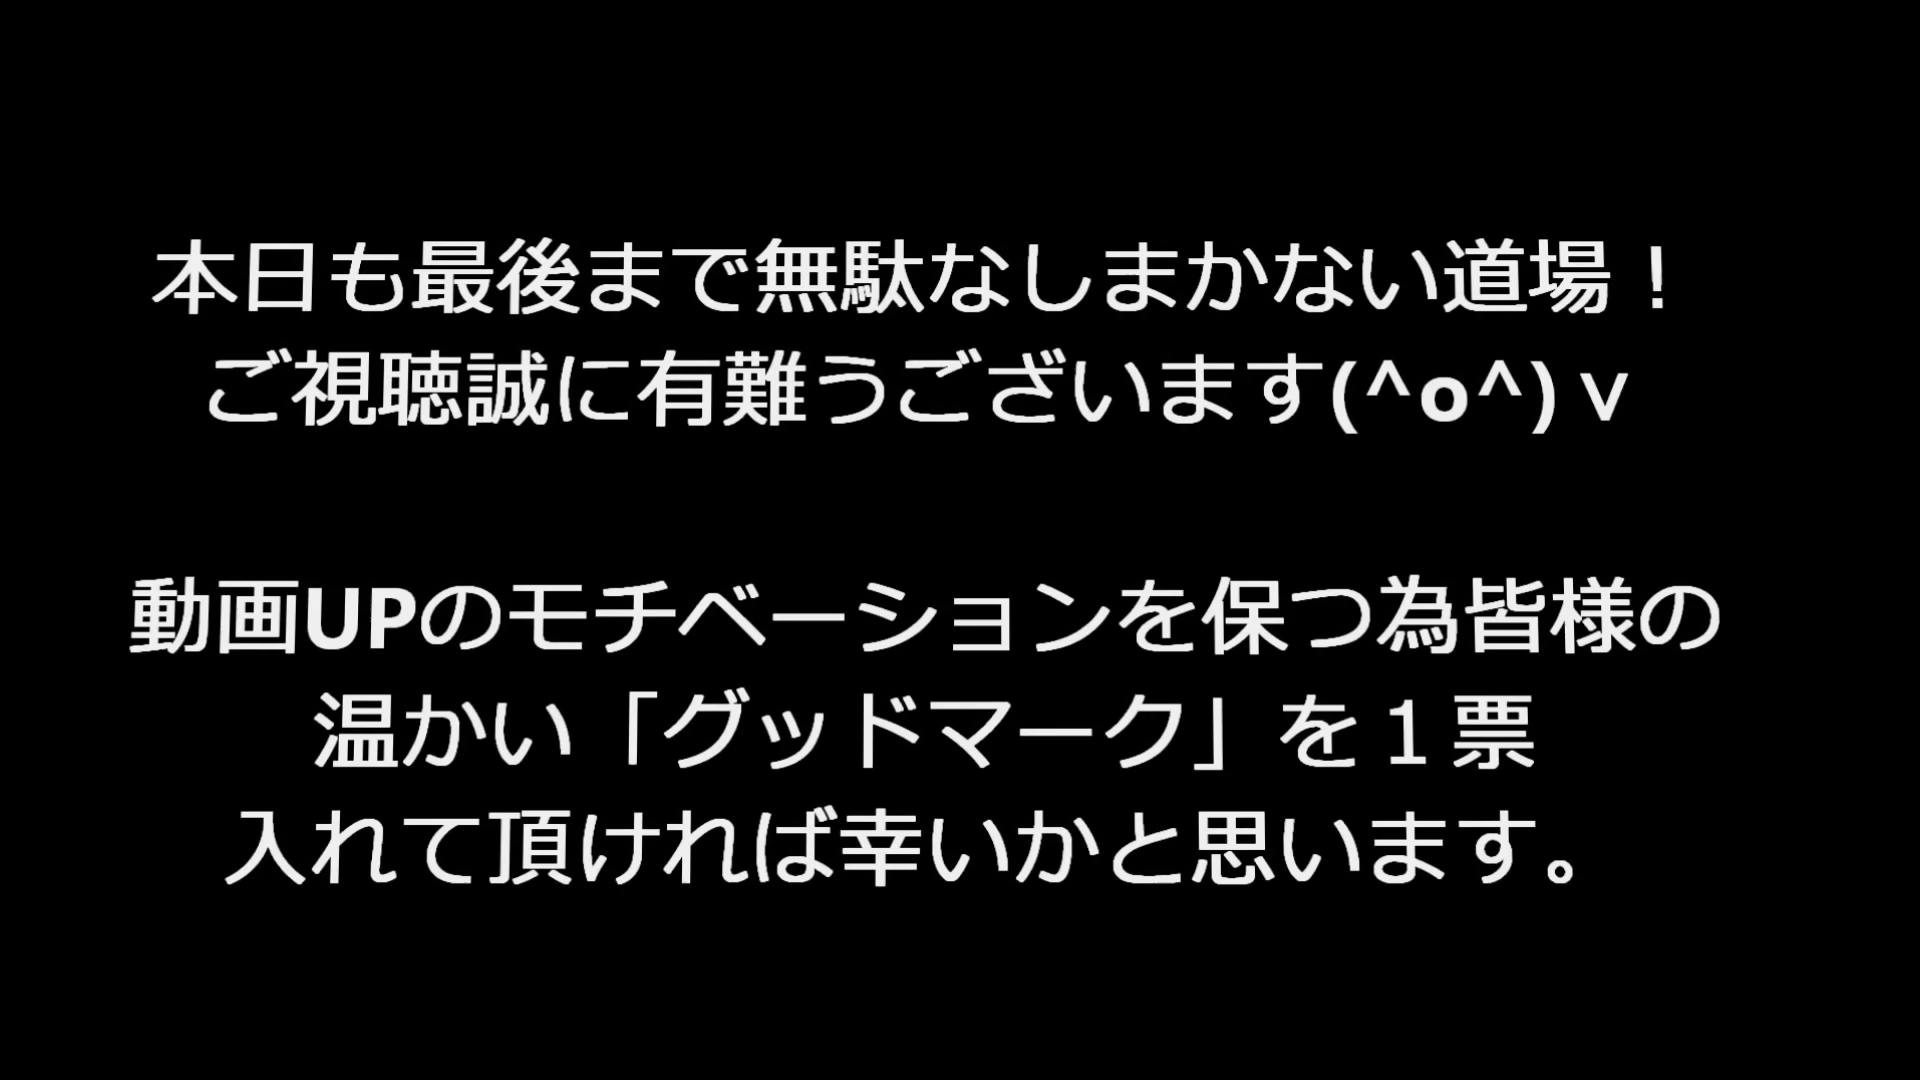 本日も最後まで無駄なしまかない道場！
ご視聴誠に有難うございます(^o^)ｖ
動画UPのモチベーションを保つ為皆様の
温かい「グッドマーク」を１票
入れて頂ければ幸いかと思います。